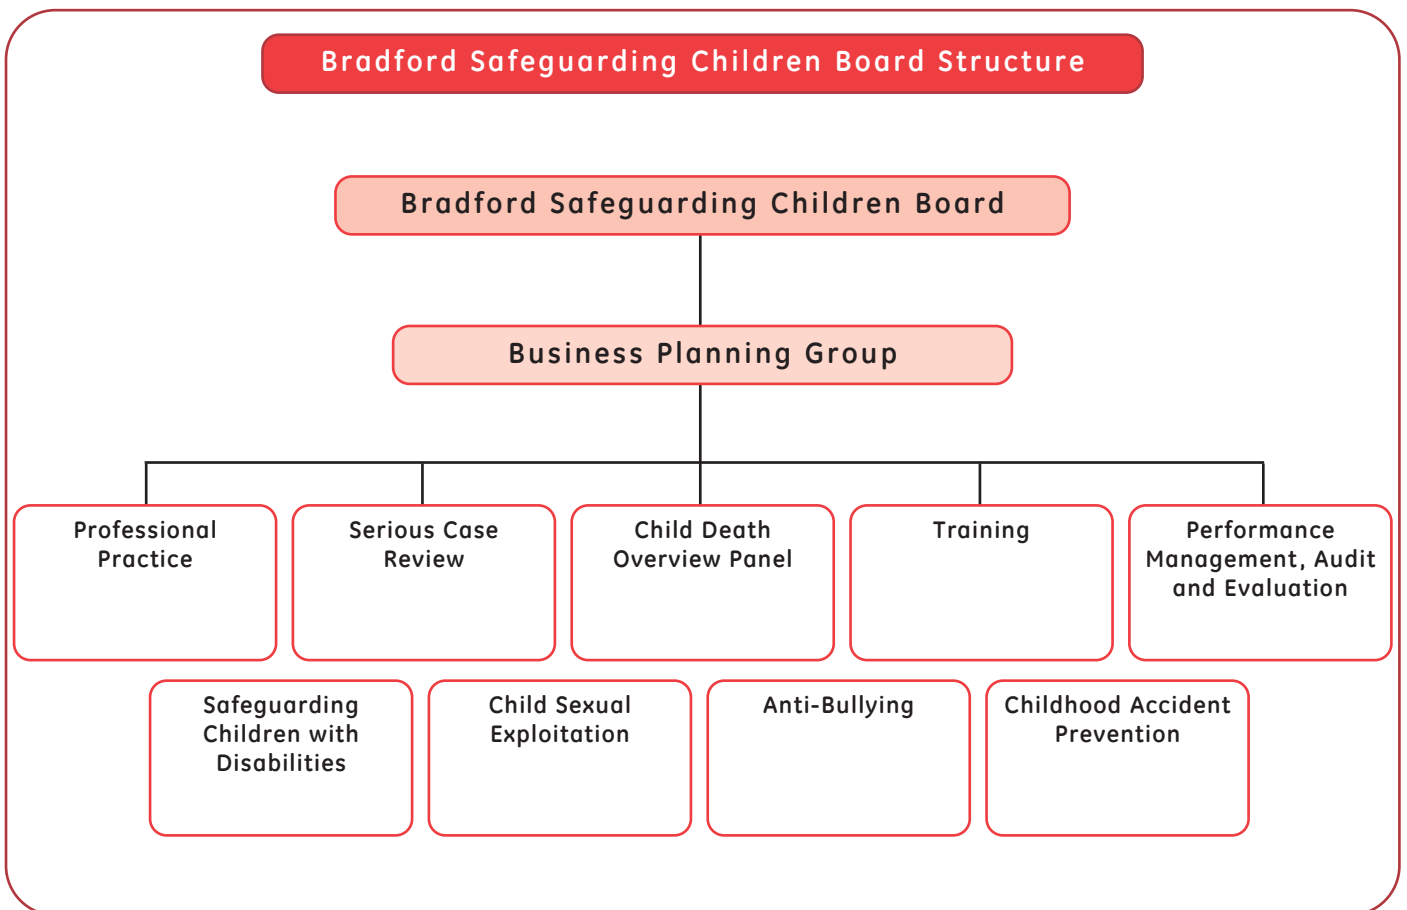 Bradford Safeguarding Children Board Structure
Bradford Safeguarding Children Board
Business Planning Group
Professional
Practice
Serious Case
Review
Child Death
Overview Panel
Training
Performance
Management, Audit
and Evaluation
Safeguarding
Children with
Disabilities
Child Sexual
Exploitation
Anti-Bullying
Childhood Accident
Prevention